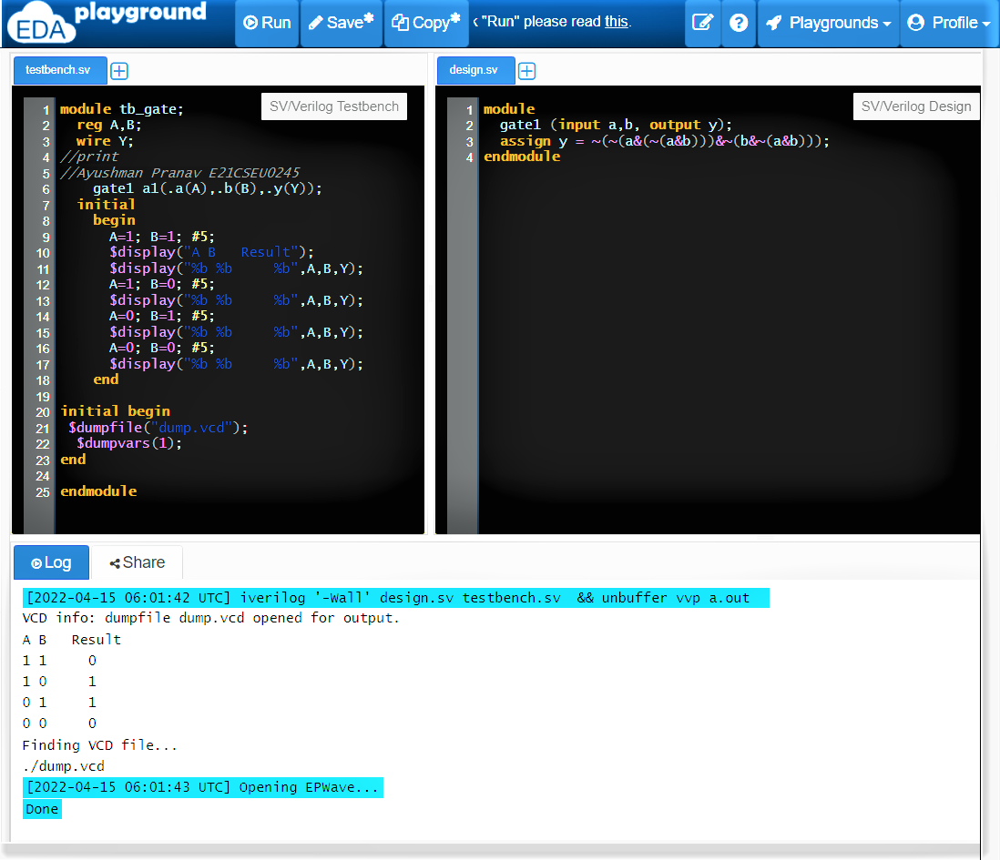 EDA playground
Run
Save*
Copy*
‹ "Run" please read this.
?
Playgrounds
Profile
testbench.sv
SV/Verilog Testbench
1 module tb_gate;
2 reg A,B;
3 wire Y;
4 //print
5 //Ayushman Pranav E21CSEU0245
6 gate1 a1(.a(A),.b(B),.y(Y));
7 initial
8 begin
9 A=1; B=1; #5;
10 $display("A B   Result");
11 $display("%b %b     %b",A,B,Y);
12 A=1; B=0; #5;
13 $display("%b %b     %b",A,B,Y);
14 A=0; B=1; #5;
15 $display("%b %b     %b",A,B,Y);
16 A=0; B=0; #5;
17 $display("%b %b     %b",A,B,Y);
18 end
19
20 initial begin
21 $dumpfile("dump.vcd");
22 $dumpvars(1);
23 end
24
25 endmodule
design.sv
SV/Verilog Design
1 module
2 gate1 (input a,b, output y);
3 assign y = ~(~(a&(~(a&b)))&~(b&~(a&b)));
4 endmodule
Log
Share
[2022-04-15 06:01:42 UTC] iverilog '-Wall' design.sv testbench.sv  && unbuffer vvp a.out
VCD info: dumpfile dump.vcd opened for output.
A B   Result
1 1     0
1 0     1
0 1     1
0 0     0
Finding VCD file...
./dump.vcd
[2022-04-15 06:01:43 UTC] Opening EPWave...
Done